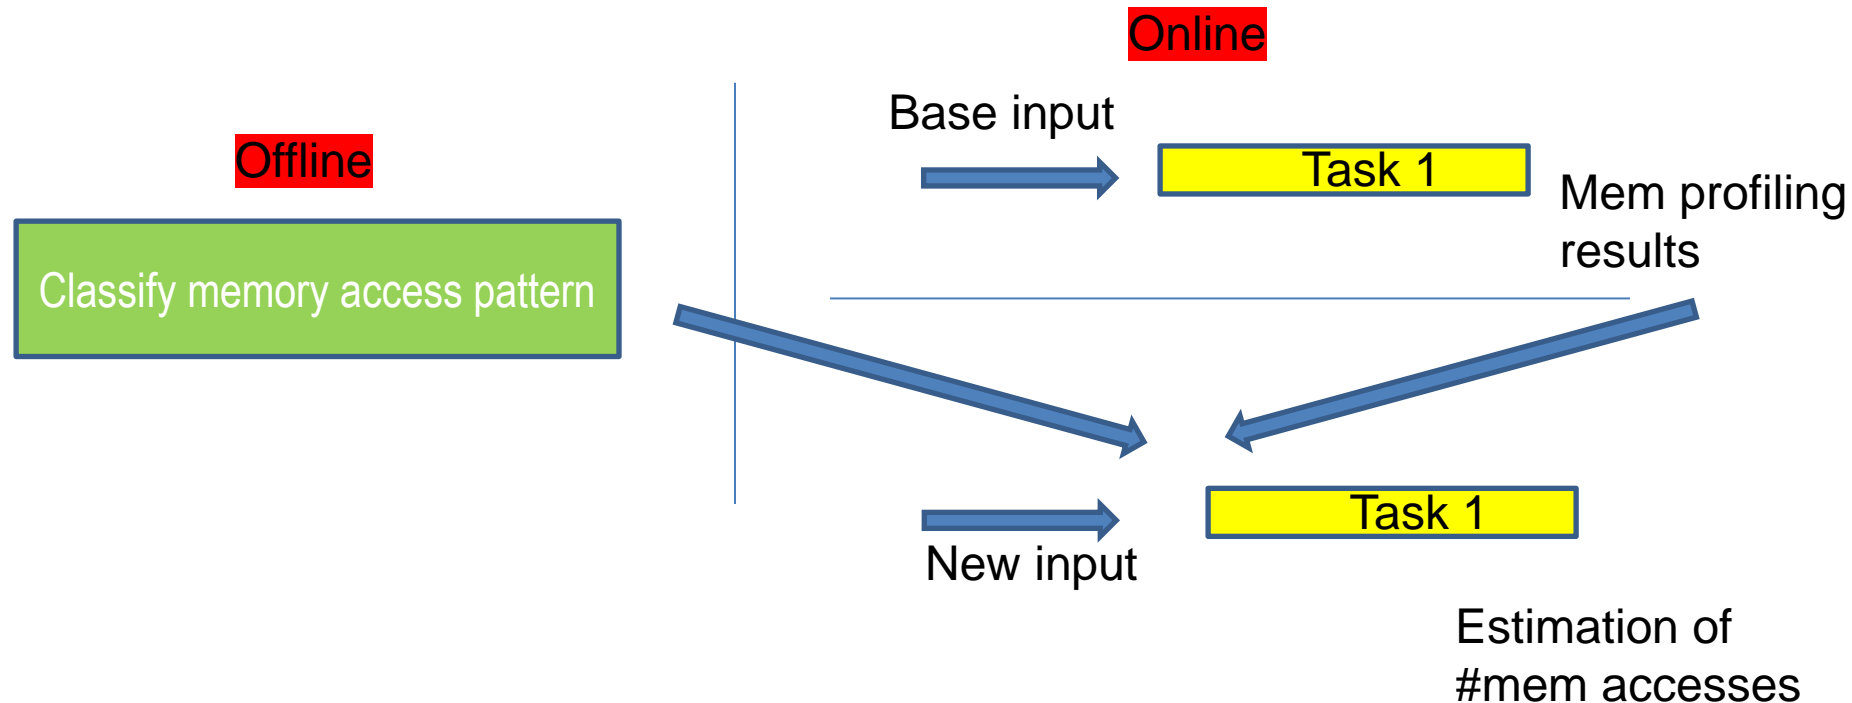 Online
Base input
Offline
Task 1
Mem profiling
results
Classify memory access pattern
Task 1
New input
Estimation of
#mem accesses